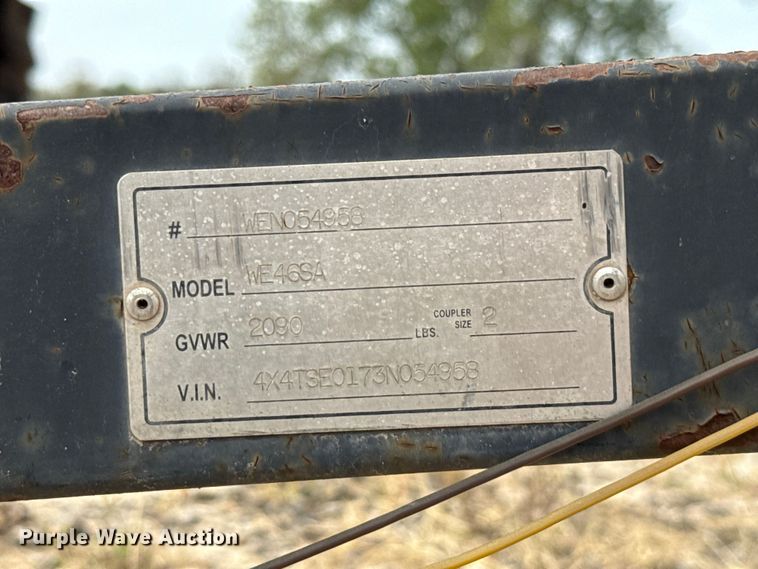 # WEN054958
MODEL WE46SA
GVWR 2090 LBS. COUPLER SIZE 2
V.I.N. 4X4TSE0173N054958
Purple Wave Auction